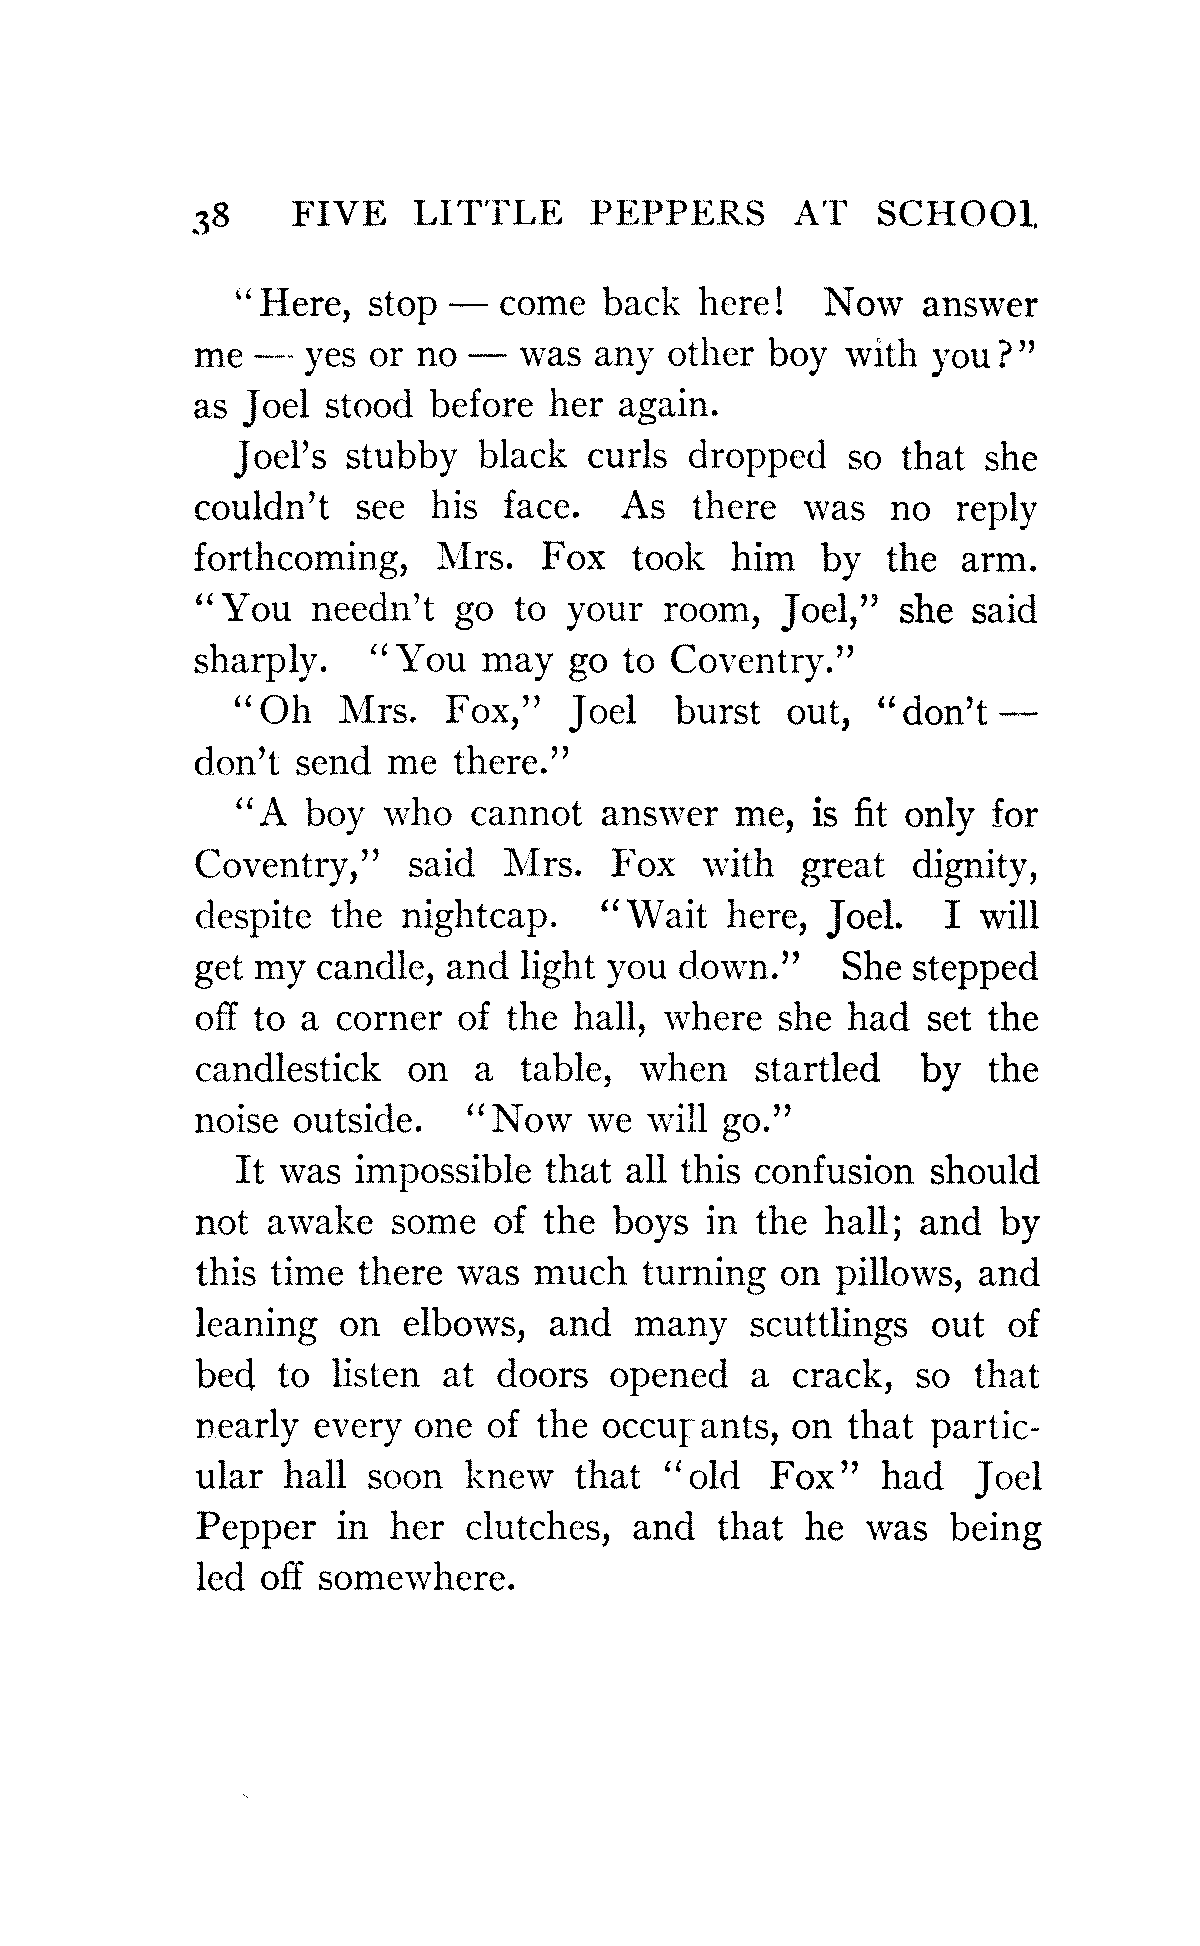 38 FIVE LITTLE PEPPERS AT SCHOOL
“Here, stop — come back here! Now answer
me — yes or no — was any other boy with you?”
as Joel stood before her again.
Joel’s stubby black curls dropped so that she
couldn’t see his face. As there was no reply
forthcoming, Mrs. Fox took him by the arm.
“You needn’t go to your room, Joel,” she said
sharply. “You may go to Coventry.”
“Oh Mrs. Fox,” Joel burst out, “don’t —
don’t send me there.”
“A boy who cannot answer me, is fit only for
Coventry,” said Mrs. Fox with great dignity,
despite the nightcap. “Wait here, Joel. I will
get my candle, and light you down.” She stepped
off to a corner of the hall, where she had set the
candlestick on a table, when startled by the
noise outside. “Now we will go.”
It was impossible that all this confusion should
not awake some of the boys in the hall; and by
this time there was much turning on pillows, and
leaning on elbows, and many scuttlings out of
bed to listen at doors opened a crack, so that
nearly every one of the occupants, on that partic-
ular hall soon knew that “old Fox” had Joel
Pepper in her clutches, and that he was being
led off somewhere.